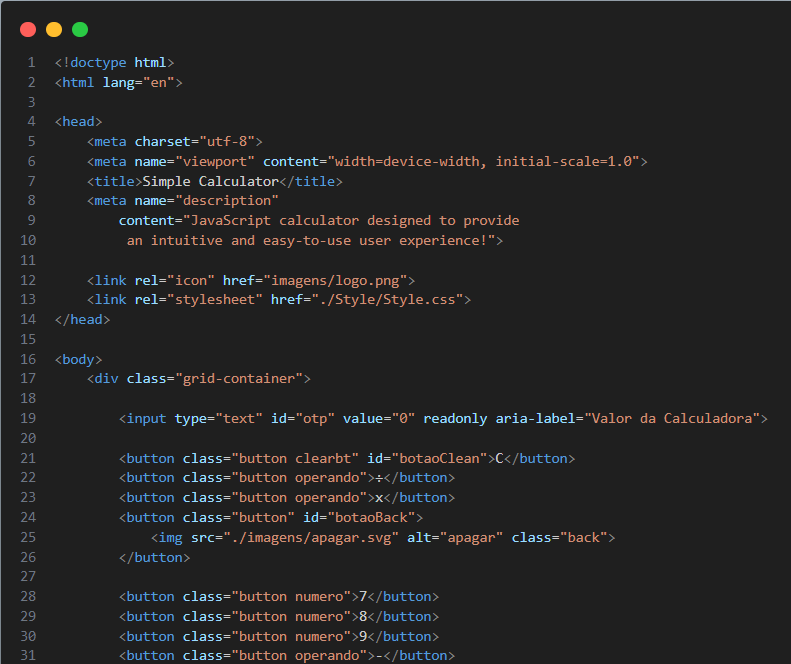 1 <!doctype html>
2 <html lang="en">
3
4 <head>
5     <meta charset="utf-8">
6     <meta name="viewport" content="width=device-width, initial-scale=1.0">
7     <title>Simple Calculator</title>
8     <meta name="description"
9         content="JavaScript calculator designed to provide
10          an intuitive and easy-to-use user experience!">
11
12     <link rel="icon" href="imagens/logo.png">
13     <link rel="stylesheet" href="./Style/Style.css">
14 </head>
15
16 <body>
17     <div class="grid-container">
18
19         <input type="text" id="otp" value="0" readonly aria-label="Valor da Calculadora">
20
21         <button class="button clearbt" id="botaoClean">C</button>
22         <button class="button operando">÷</button>
23         <button class="button operando">x</button>
24         <button class="button" id="botaoBack">
25             <img src="./imagens/apagar.svg" alt="apagar" class="back">
26         </button>
27
28         <button class="button numero">7</button>
29         <button class="button numero">8</button>
30         <button class="button numero">9</button>
31         <button class="button operando">-</button>